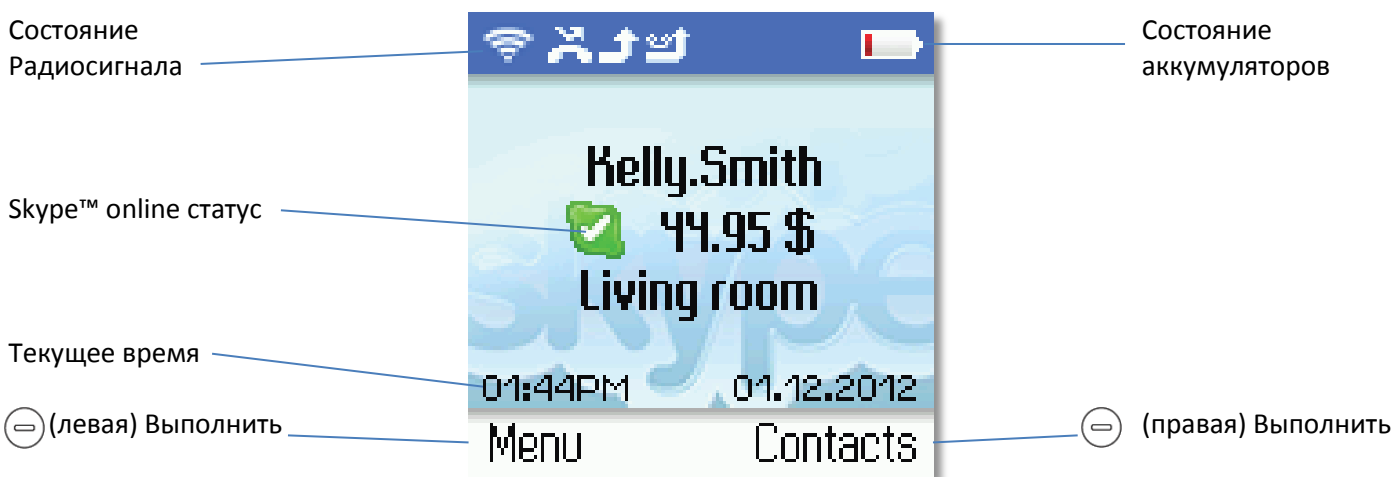 Состояние
Радиосигнала
Состояние
аккумуляторов
Kelly.Smith
Skype™ online статус
44.95 $
Living room
skype
Текущее время
01:44PM 01.12.2012
(левая) Выполнить
Menu Contacts
(правая) Выполнить